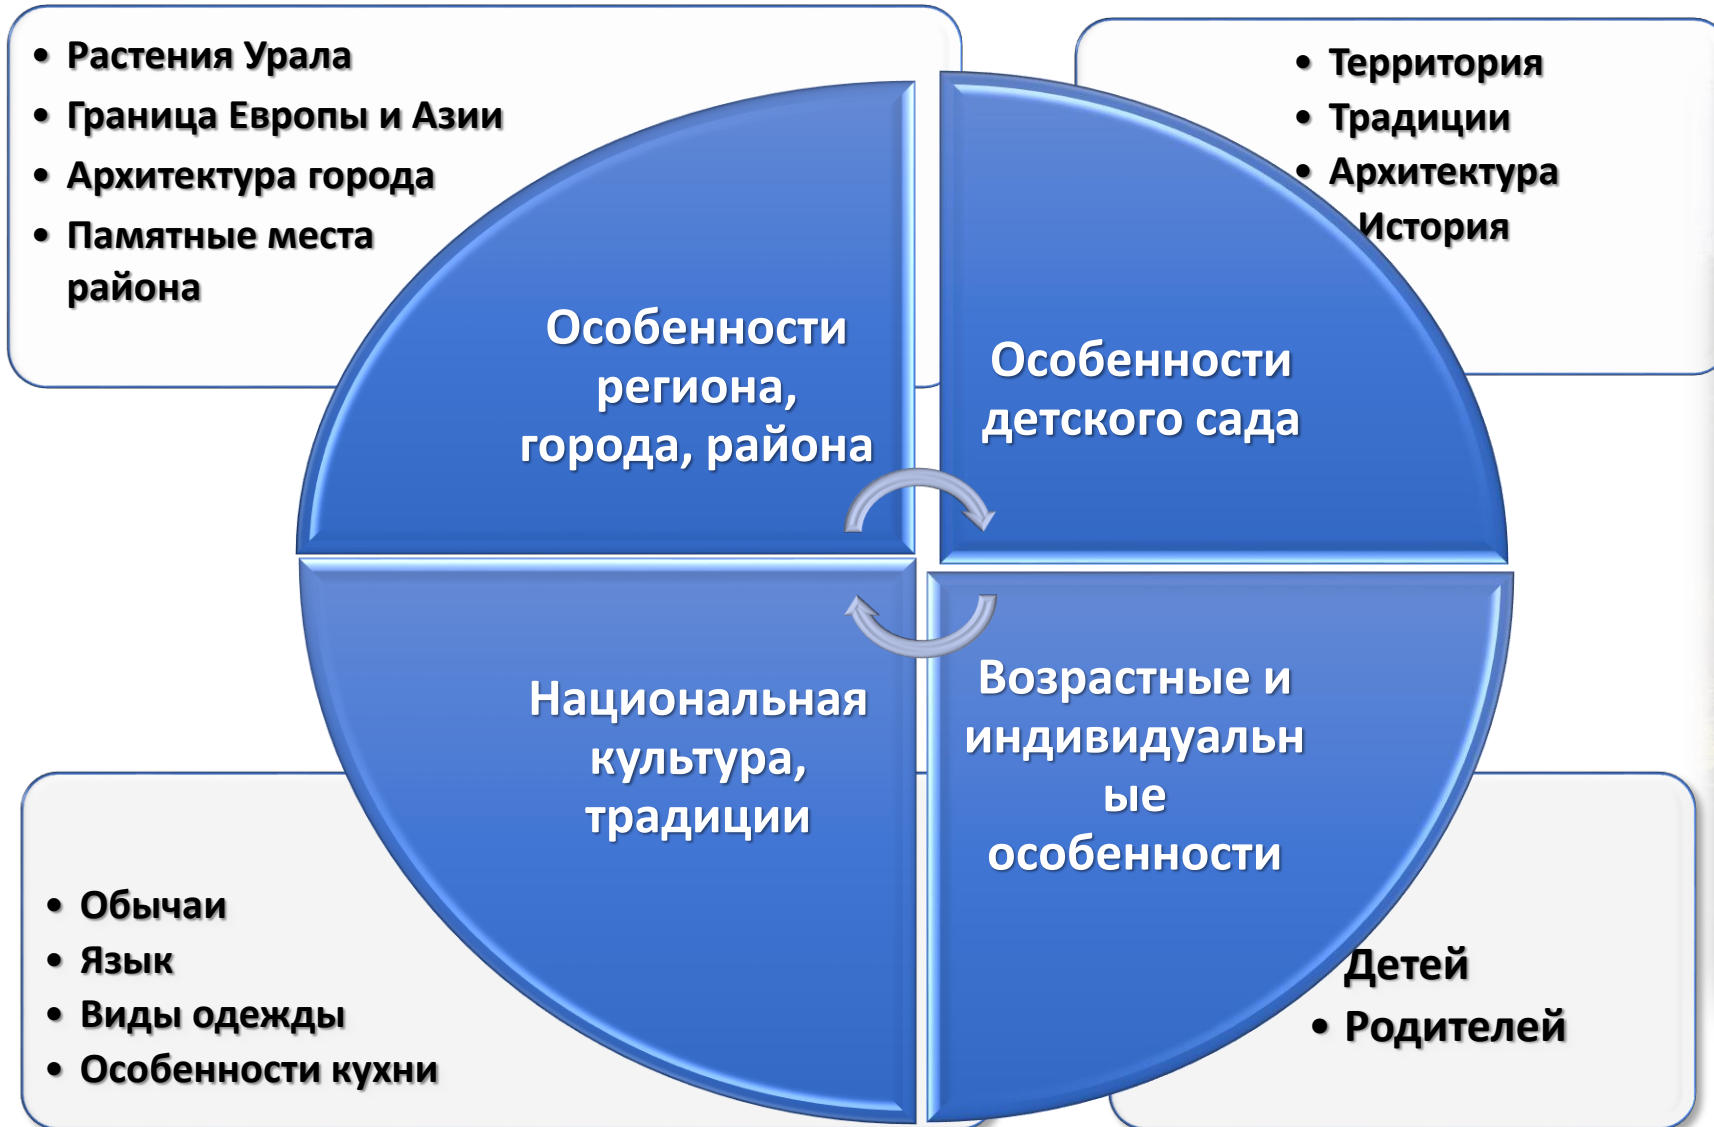 • Растения Урала
• Граница Европы и Азии
• Архитектура города
• Памятные места
района
• Территория
• Традиции
• Архитектура
История
Особенности
региона,
города, района
Особенности
детского сада
Национальная
культура,
традиции
Возрастные и
индивидуальн
ые
особенности
• Обычаи
• Язык
• Виды одежды
• Особенности кухни
Детей
• Родителей